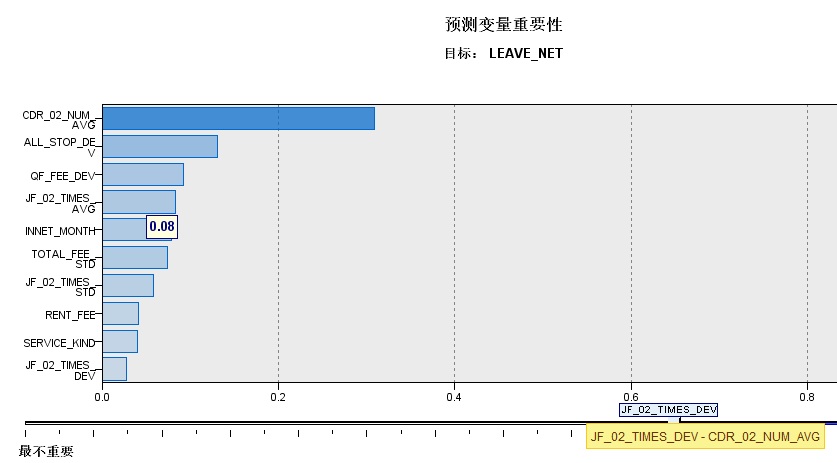 预测变量重要性
目标： LEAVE_NET
CDR_02_NUM_
AVG
ALL_STOP_DE
V
QF_FEE_DEV
JF_02_TIMES_
AVG
INNET_MONTH
0.08
TOTAL_FEE_
STD
JF_02_TIMES_
STD
RENT_FEE
SERVICE_KIND
JF_02_TIMES_
DEV
0.0 0.2 0.4 0.6 0.8
JF_02_TIMES_DEV
JF_02_TIMES_DEV - CDR_02_NUM_AVG
最不重要